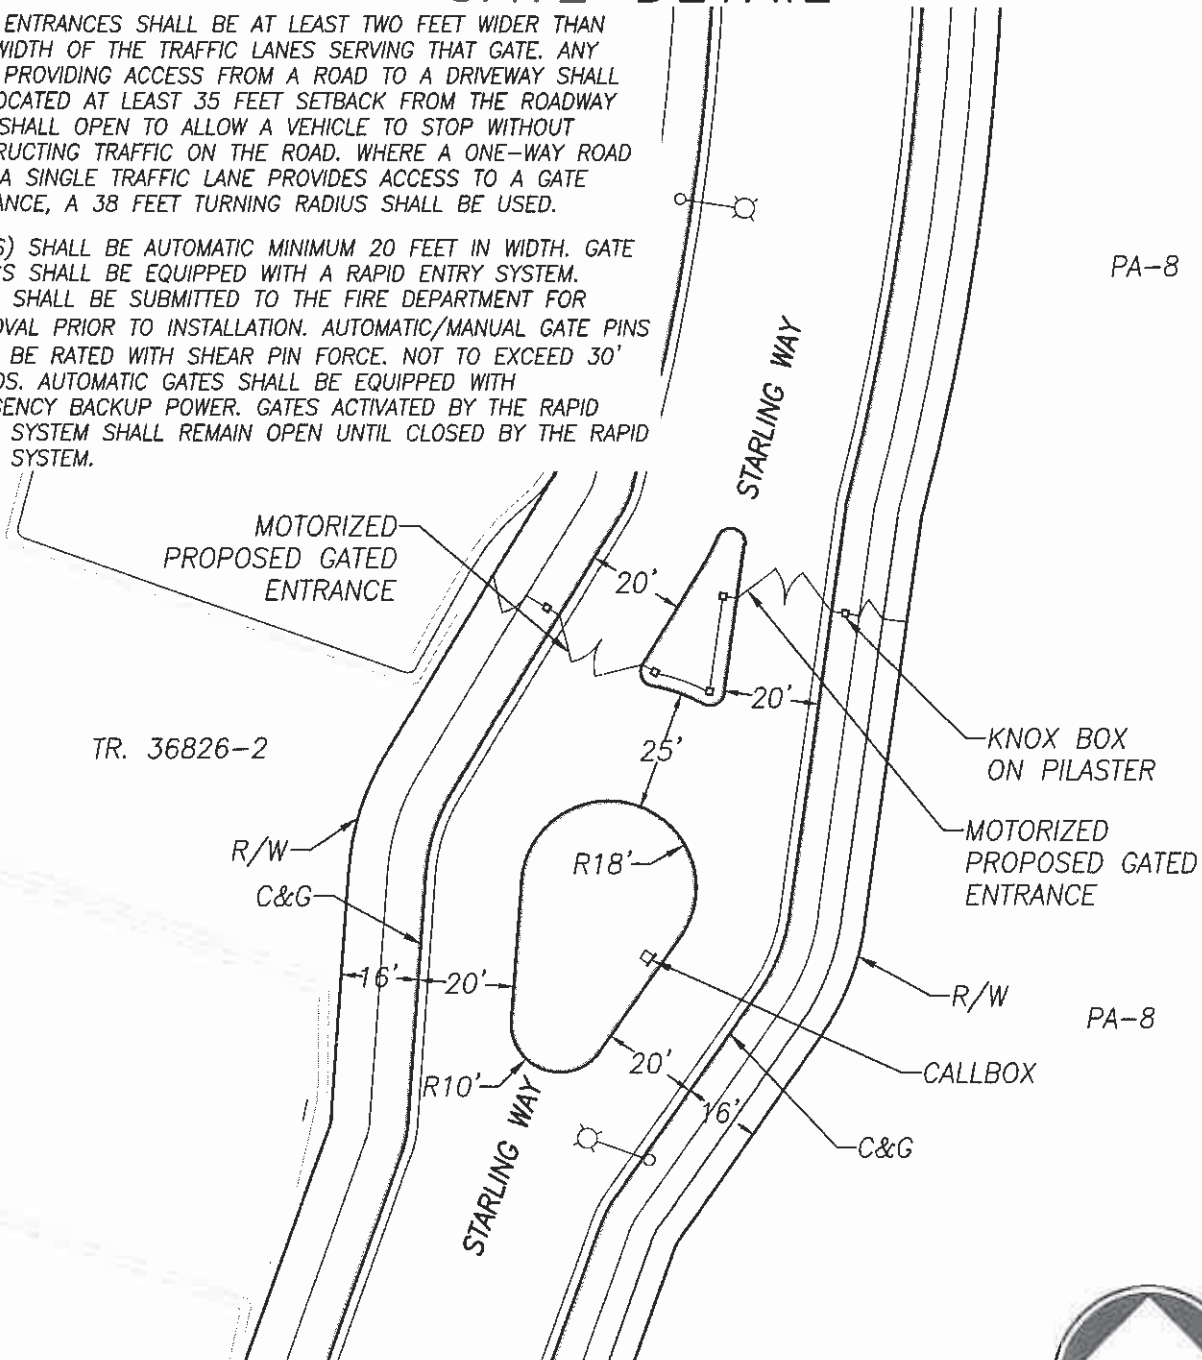 ENTRANCES SHALL BE AT LEAST TWO FEET WIDER THAN
WIDTH OF THE TRAFFIC LANES SERVING THAT GATE. ANY
PROVIDING ACCESS FROM A ROAD TO A DRIVEWAY SHALL
OCATED AT LEAST 35 FEET SETBACK FROM THE ROADWAY
SHALL OPEN TO ALLOW A VEHICLE TO STOP WITHOUT
RUCTING TRAFFIC ON THE ROAD. WHERE A ONE-WAY ROAD
A SINGLE TRAFFIC LANE PROVIDES ACCESS TO A GATE
ANCE, A 38 FEET TURNING RADIUS SHALL BE USED.
S) SHALL BE AUTOMATIC MINIMUM 20 FEET IN WIDTH. GATE
S SHALL BE EQUIPPED WITH A RAPID ENTRY SYSTEM.
SHALL BE SUBMITTED TO THE FIRE DEPARTMENT FOR
OVAL PRIOR TO INSTALLATION. AUTOMATIC/MANUAL GATE PINS
BE RATED WITH SHEAR PIN FORCE. NOT TO EXCEED 30'
DS. AUTOMATIC GATES SHALL BE EQUIPPED WITH
GENCY BACKUP POWER. GATES ACTIVATED BY THE RAPID
SYSTEM SHALL REMAIN OPEN UNTIL CLOSED BY THE RAPID
SYSTEM.
PA-8
STARLING WAY
MOTORIZED
PROPOSED GATED
ENTRANCE
20'
20'
25'
TR. 36826-2
KNOX BOX
ON PILASTER
MOTORIZED
PROPOSED GATED
ENTRANCE
R/W
R18'
C&G
16'
20'
R/W
PA-8
20'
R10'
CALLBOX
16'
C&G
STARLING WAY